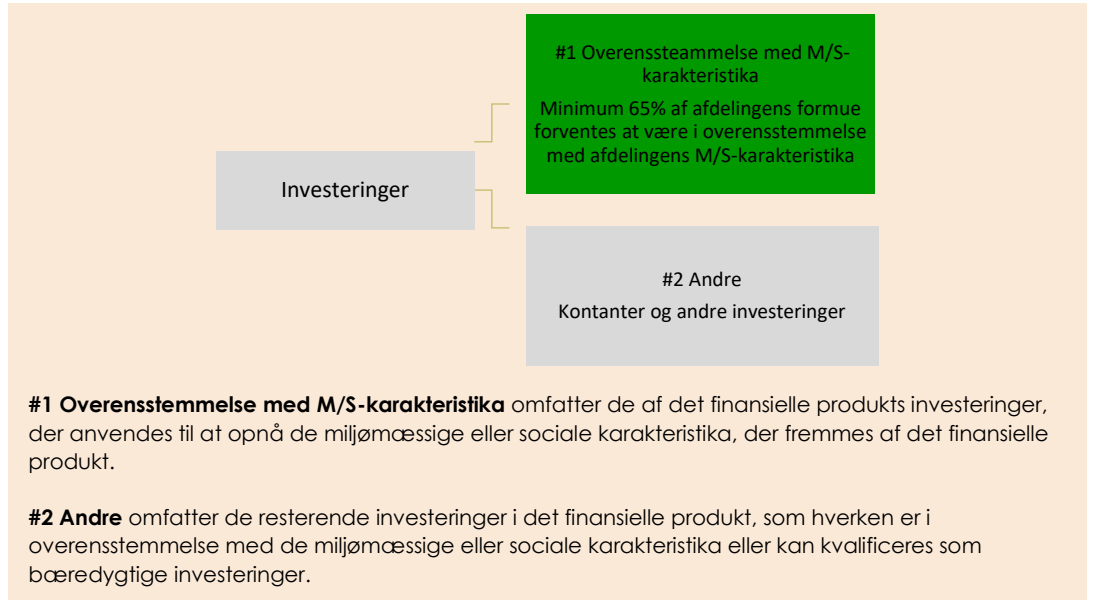 #1 Overenssteammelse med M/S-
karakteristika
Minimum 65% af afdelingens formue
forventes at være i overensstemmelse
med afdelingens M/S-karakteristika
Investeringer
#2 Andre
Kontanter og andre investeringer
#1 Overensstemmelse med M/S-karakteristika omfatter de af det finansielle produkts investeringer,
der anvendes til at opnå de miljømæssige eller sociale karakteristika, der fremmes af det finansielle
produkt.
#2 Andre omfatter de resterende investeringer i det finansielle produkt, som hverken er i
overensstemmelse med de miljømæssige eller sociale karakteristika eller kan kvalificeres som
bæredygtige investeringer.